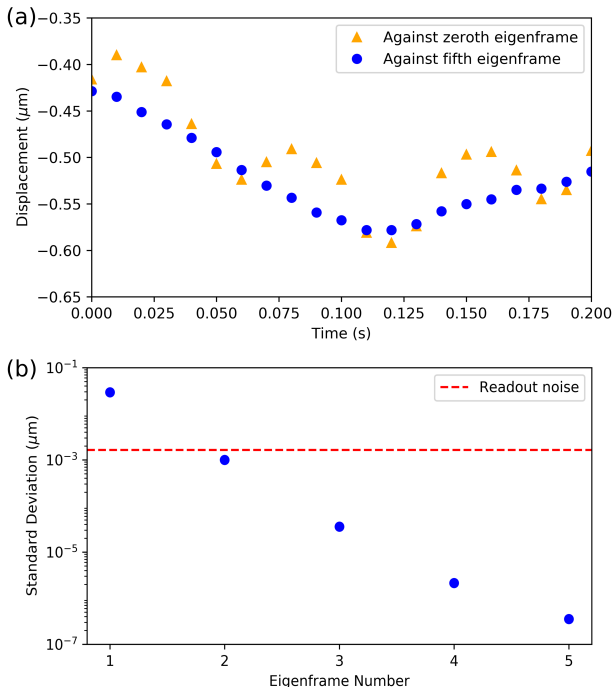 (a)
−0.35
−0.40
−0.45
−0.50
−0.55
−0.60
−0.65
Displacement (μm)
Against zeroth eigenframe
Against fifth eigenframe
0.000 0.025 0.050 0.075 0.100 0.125 0.150 0.175 0.200
Time (s)
(b)
10⁻¹
10⁻³
10⁻⁵
10⁻⁷
Standard Deviation (μm)
Readout noise
1 2 3 4 5
Eigenframe Number